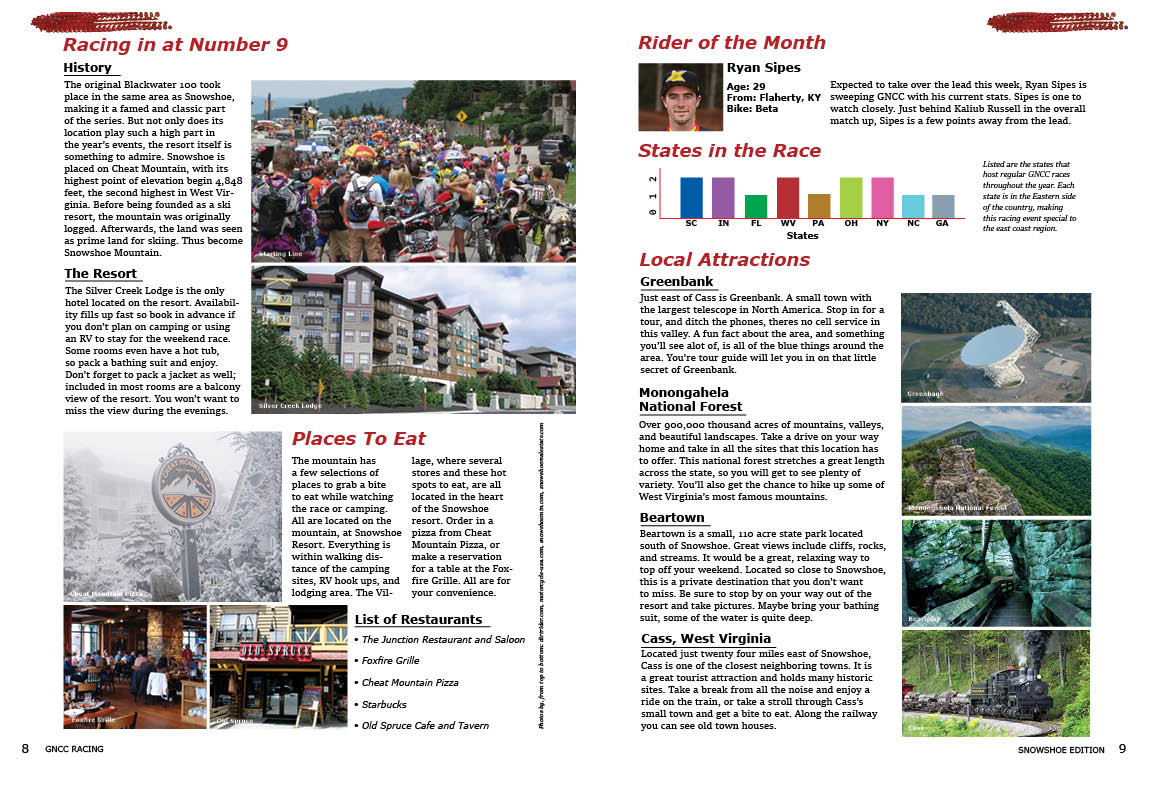 Racing in at Number 9
History
The original Blackwater 100 took
place in the same area as Snowshoe,
making it a famed and classic part
of the series. But not only does its
location play such a high part in
the year's events, the resort itself is
something to admire. Snowshoe is
placed on Cheat Mountain, with its
highest point of elevation begin 4,848
feet, the second highest in West Vir-
ginia. Before being founded as a ski
resort, the mountain was originally
logged. Afterwards, the land was seen
as prime land for skiing. Thus become
Snowshoe Mountain.
Starting Line
The Resort
The Silver Creek Lodge is the only
hotel located on the resort. Availabil-
ity fills up fast so book in advance if
you don't plan on camping or using
an RV to stay for the weekend race.
Some rooms even have a hot tub,
so pack a bathing suit and enjoy.
Don't forget to pack a jacket as well;
included in most rooms are a balcony
view of the resort. You won't want to
miss the view during the evenings.
Silver Creek Lodge
CHEAT MOUNTAIN
PIZZA
Cheat Mountain Pizza
Places To Eat
The mountain has
a few selections of
places to grab a bite
to eat while watching
the race or camping.
All are located on the
mountain, at Snowshoe
Resort. Everything is
within walking dis-
tance of the camping
sites, RV hook ups, and
lodging area. The Vil-
lage, where several
stores and these hot
spots to eat, are all
located in the heart
of the Snowshoe
resort. Order in a
pizza from Cheat
Mountain Pizza, or
make a reservation
for a table at the Fox-
fire Grille. All are for
your convenience.
Foxfire Grille
OLD SPRUCE
Old Spruce
List of Restaurants
• The Junction Restaurant and Saloon
• Foxfire Grille
• Cheat Mountain Pizza
• Starbucks
• Old Spruce Cafe and Tavern
Photos by, from top to bottom: dirtrider.com, motorcycle-usa.com, snowshoemtn.com, snowshoerealestate.com
8 GNCC RACING
Rider of the Month
Ryan Sipes
Age: 29
From: Flaherty, KY
Bike: Beta
Expected to take over the lead this week, Ryan Sipes is
sweeping GNCC with his current stats. Sipes is one to
watch closely. Just behind Kaliub Russell in the overall
match up, Sipes is a few points away from the lead.
States in the Race
2
1
0
SC IN FL WV PA OH NY NC GA
States
Listed are the states that
host regular GNCC races
throughout the year. Each
state is in the Eastern side
of the country, making
this racing event special to
the east coast region.
Local Attractions
Greenbank
Just east of Cass is Greenbank. A small town with
the largest telescope in North America. Stop in for a
tour, and ditch the phones, theres no cell service in
this valley. A fun fact about the area, and something
you'll see alot of, is all of the blue things around the
area. You're tour guide will let you in on that little
secret of Greenbank.
Greenbank
Monongahela
National Forest
Over 900,000 thousand acres of mountains, valleys,
and beautiful landscapes. Take a drive on your way
home and take in all the sites that this location has
to offer. This national forest stretches a great length
across the state, so you will get to see plenty of
variety. You'll also get the chance to hike up some of
West Virginia's most famous mountains.
Monongahela National Forest
Beartown
Beartown is a small, 110 acre state park located
south of Snowshoe. Great views include cliffs, rocks,
and streams. It would be a great, relaxing way to
top off your weekend. Located so close to Snowshoe,
this is a private destination that you don't want
to miss. Be sure to stop by on your way out of the
resort and take pictures. Maybe bring your bathing
suit, some of the water is quite deep.
Beartown
Cass, West Virginia
Located just twenty four miles east of Snowshoe,
Cass is one of the closest neighboring towns. It is
a great tourist attraction and holds many historic
sites. Take a break from all the noise and enjoy a
ride on the train, or take a stroll through Cass's
small town and get a bite to eat. Along the railway
you can see old town houses.
Cass
SNOWSHOE EDITION 9